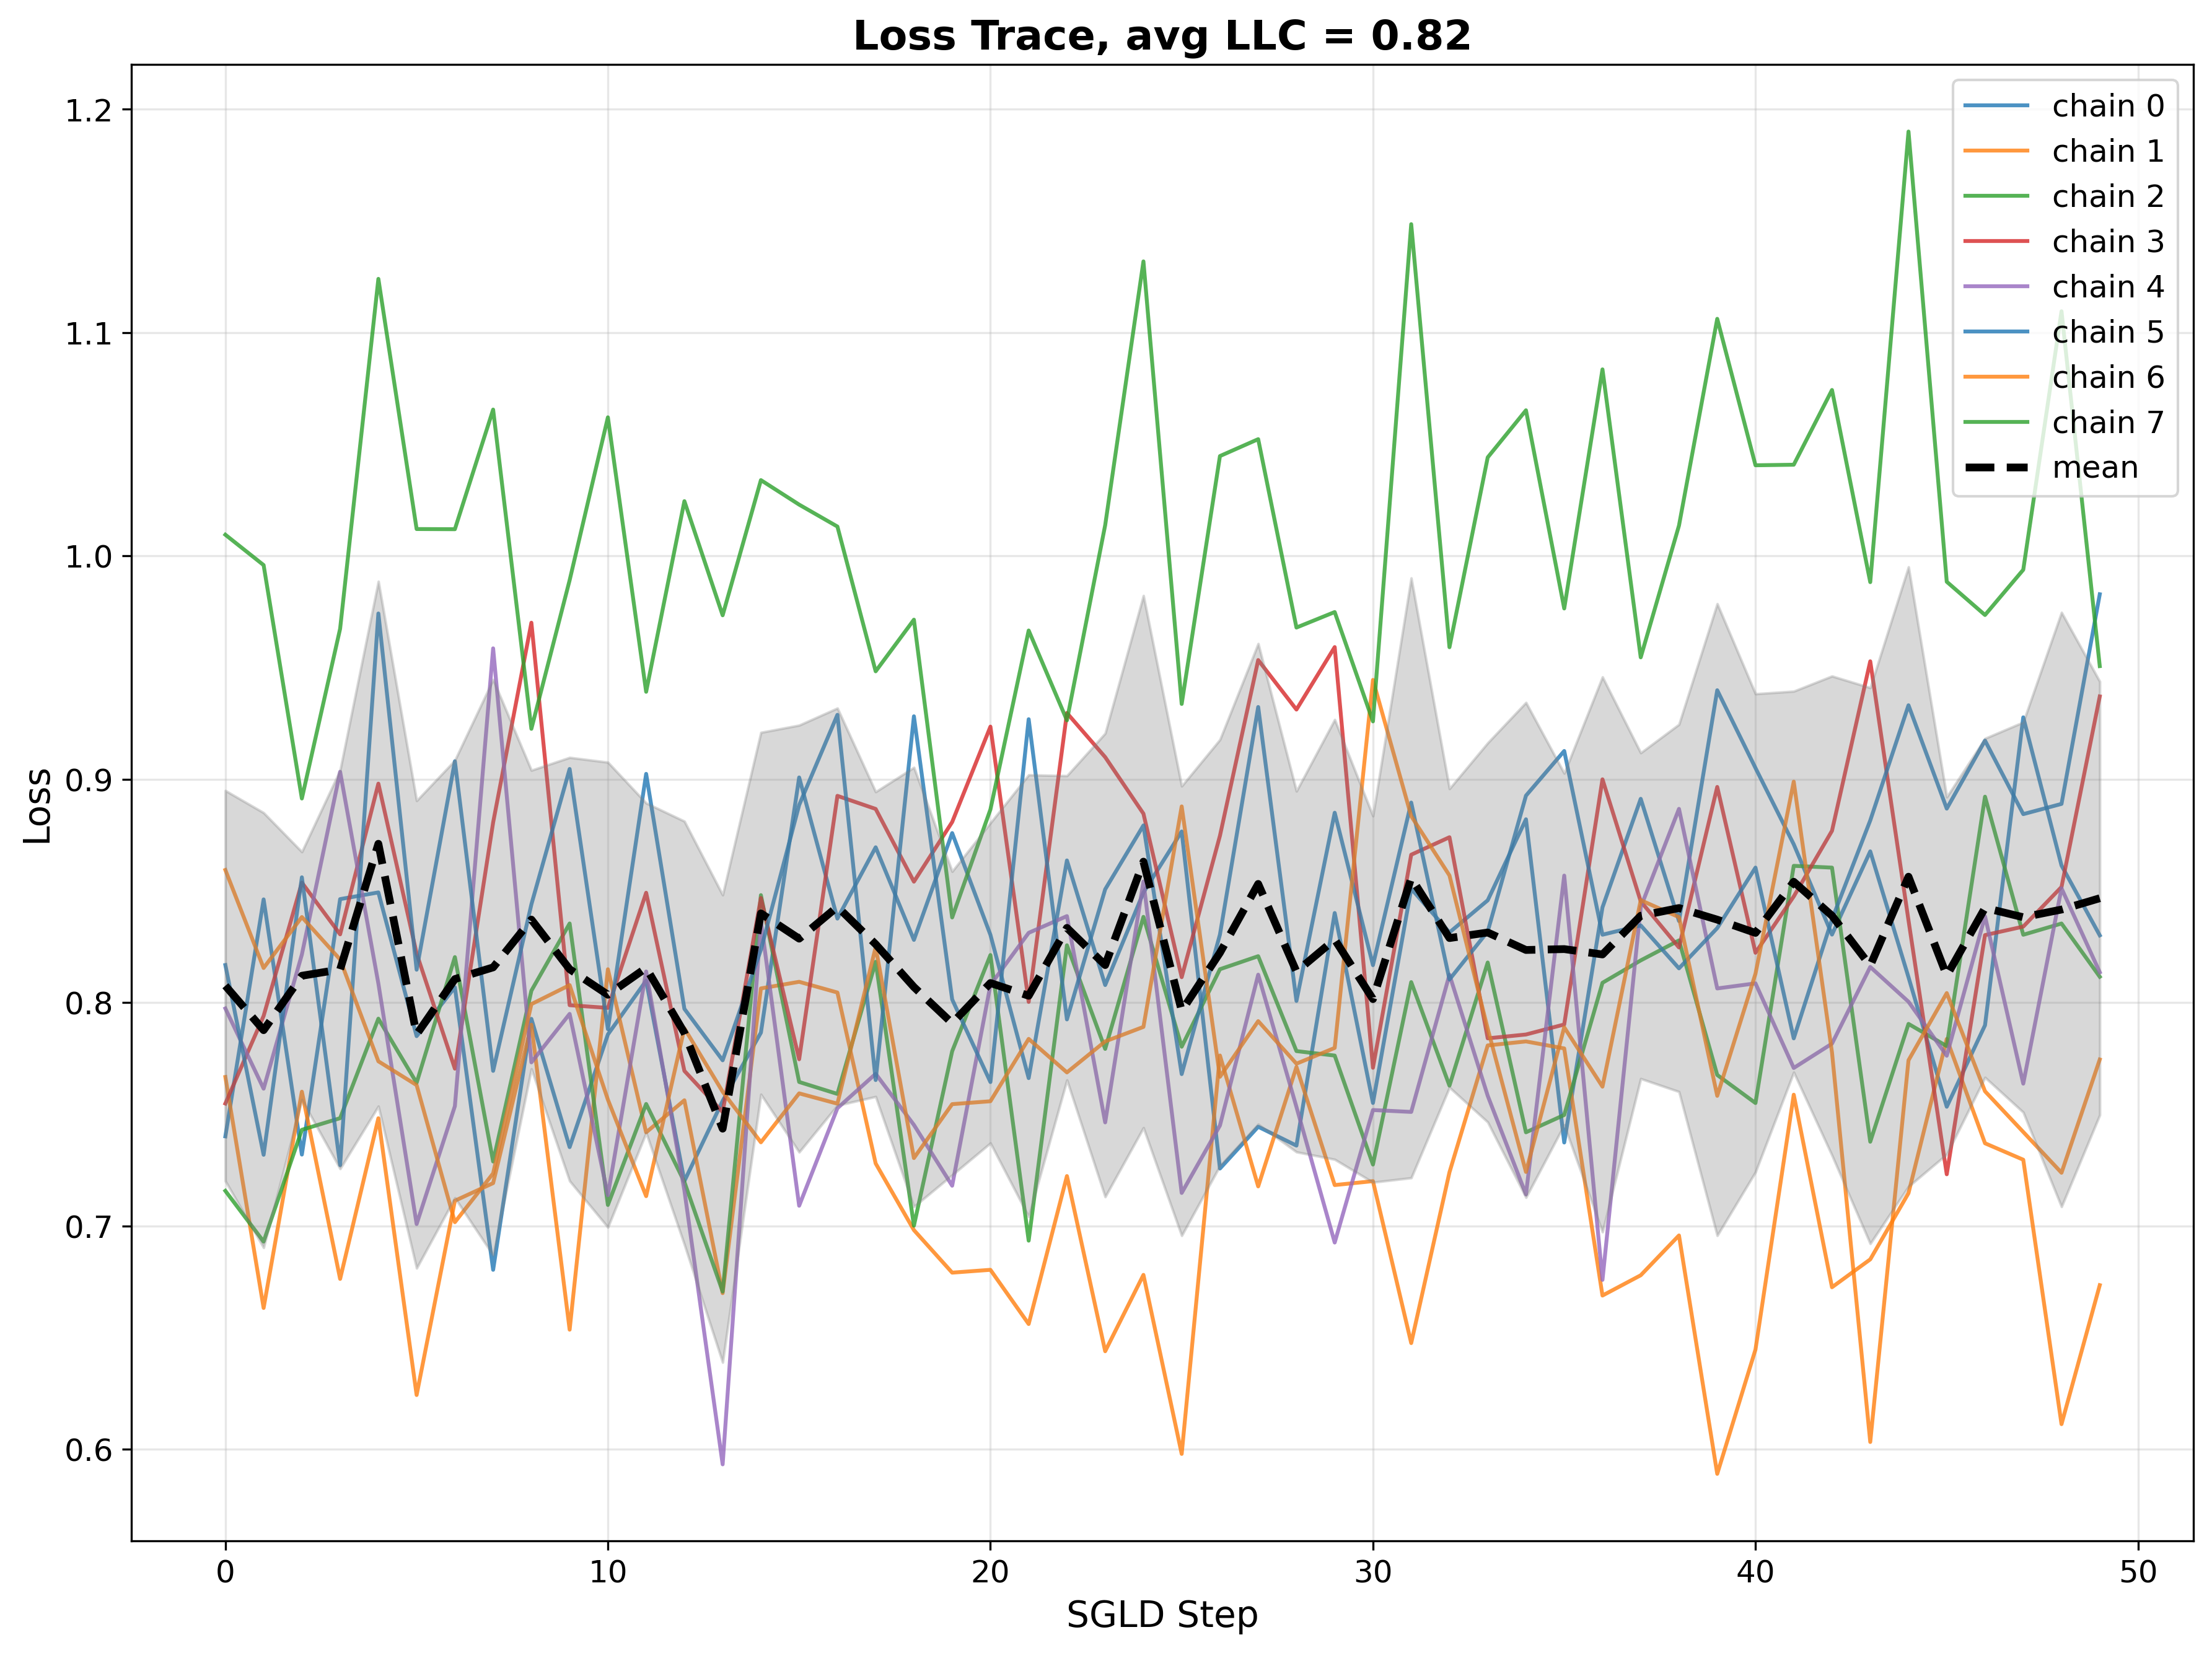 Loss Trace, avg LLC = 0.82
1.2
1.1
1.0
0.9
0.8
0.7
0.6
Loss
chain 0
chain 1
chain 2
chain 3
chain 4
chain 5
chain 6
chain 7
mean
0 10 20 30 40 50
SGLD Step